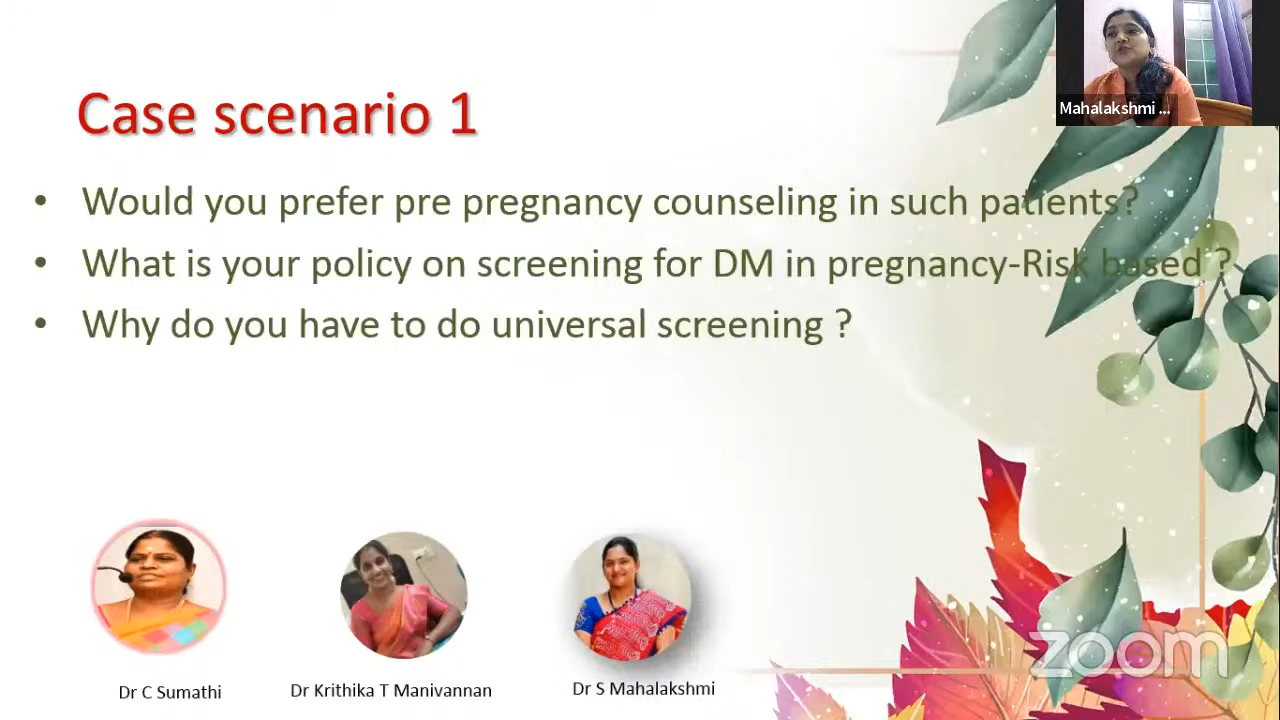 Mahalakshmi ...
Case scenario 1
• Would you prefer pre pregnancy counseling in such patients?
• What is your policy on screening for DM in pregnancy-Risk based ?
• Why do you have to do universal screening ?
Dr C Sumathi
Dr Krithika T Manivannan
Dr S Mahalakshmi
zoom